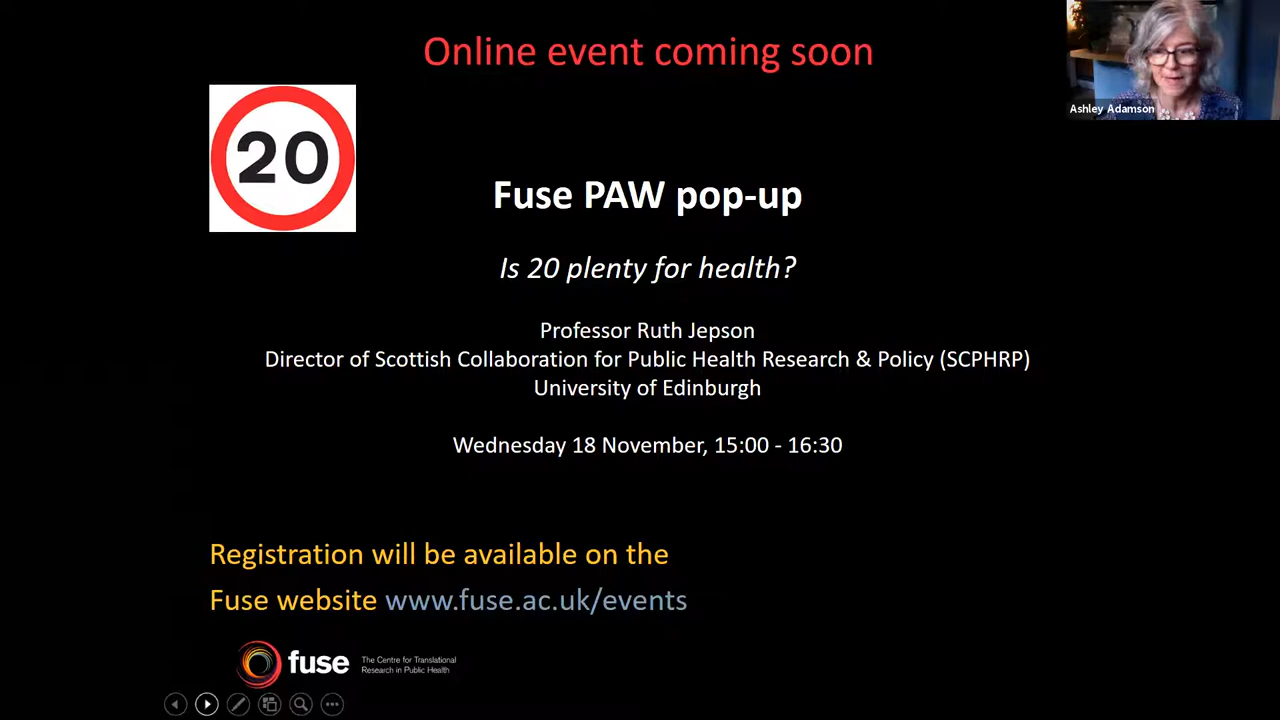 Online event coming soon
Ashley Adamson
20
Fuse PAW pop-up
Is 20 plenty for health?
Professor Ruth Jepson
Director of Scottish Collaboration for Public Health Research & Policy (SCPHRP)
University of Edinburgh
Wednesday 18 November, 15:00 - 16:30
Registration will be available on the
Fuse website www.fuse.ac.uk/events
fuse
The Centre for Translational
Research in Public Health